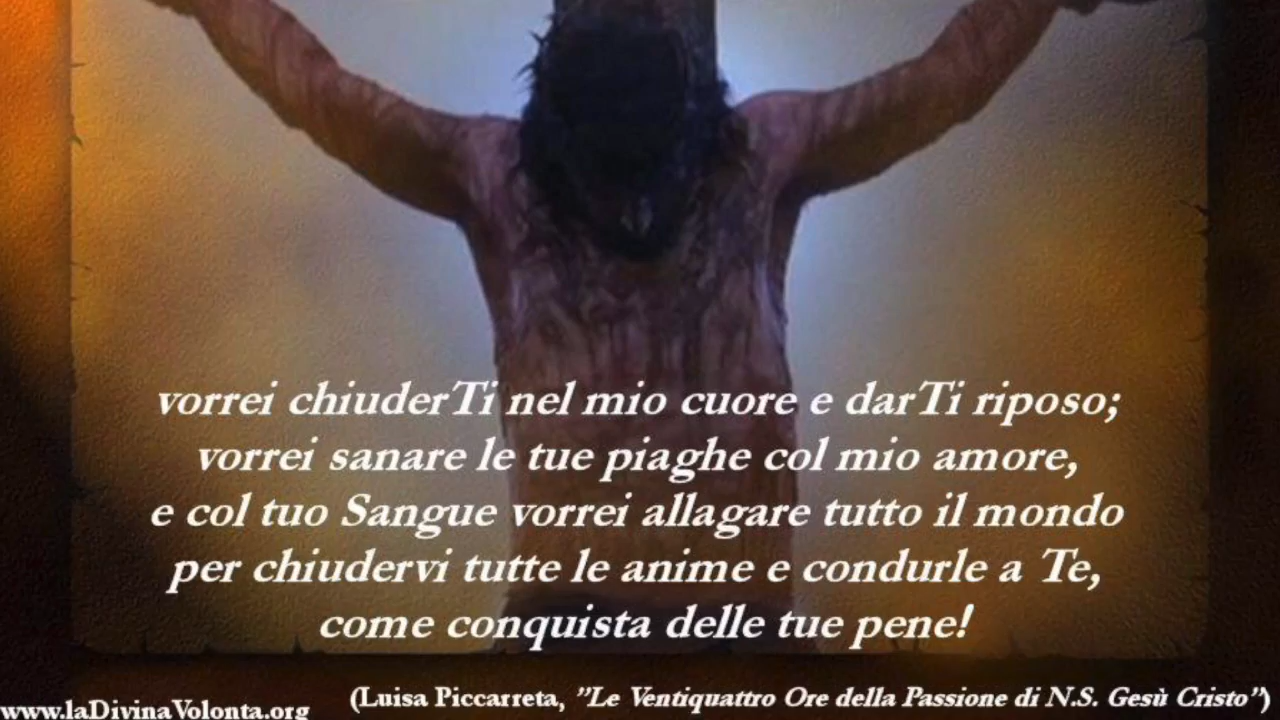 vorrei chiuderTi nel mio cuore e darTi riposo;
vorrei sanare le tue piaghe col mio amore,
e col tuo Sangue vorrei allagare tutto il mondo
per chiudervi tutte le anime e condurle a Te,
come conquista delle tue pene!
(Luisa Piccarreta, "Le Ventiquattro Ore della Passione di N.S. Gesù Cristo")
www.laDivinaVolonta.org